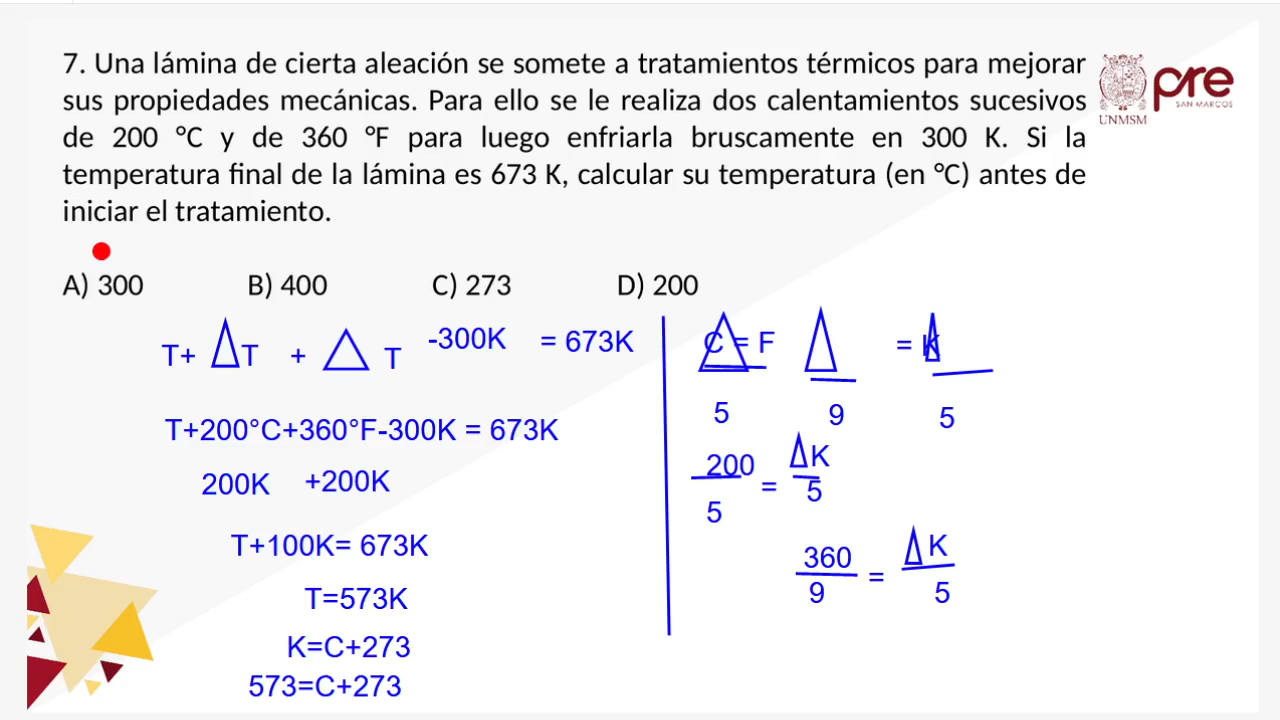 7. Una lámina de cierta aleación se somete a tratamientos térmicos para mejorar
sus propiedades mecánicas. Para ello se le realiza dos calentamientos sucesivos
de 200 °C y de 360 °F para luego enfriarla bruscamente en 300 K. Si la
temperatura final de la lámina es 673 K, calcular su temperatura (en °C) antes de
iniciar el tratamiento.
pre
SAN MARCOS
UNMSM
A) 300 B) 400 C) 273 D) 200
T+ ΔT + Δ T -300K = 673K
T+200°C+360°F-300K = 673K
200K +200K
T+100K= 673K
T=573K
K=C+273
573=C+273
Δ C = F Δ = K Δ
5 9 5
200 = ΔK
5 5
360 = Δ K
9 5